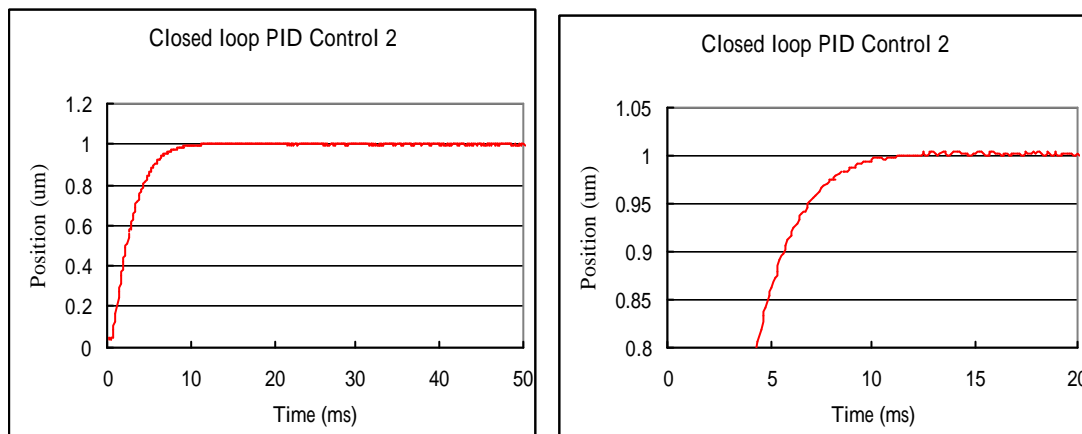 Closed loop PID Control 2
1.2
1
0.8
0.6
0.4
0.2
0
0 10 20 30 40 50
Position (um)
Time (ms)
Closed loop PID Control 2
1.05
1
0.95
0.9
0.85
0.8
0 5 10 15 20
Position (um)
Time (ms)